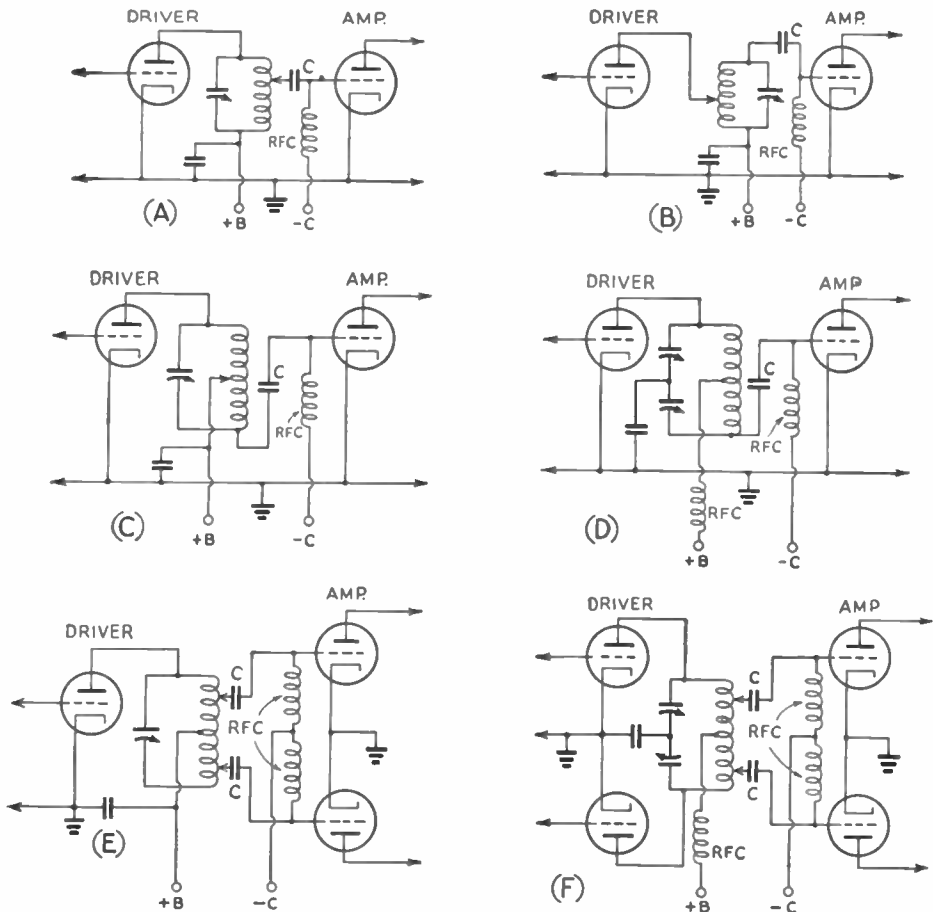 DRIVER
AMP.
C
RFC
+B
-C
(A)
DRIVER
AMP.
C
RFC
+B
-C
(B)
DRIVER
AMP.
C
RFC
+B
-C
(C)
DRIVER
AMP
C
RFC
RFC
+B
-C
(D)
DRIVER
AMP.
C
RFC
C
+B
-C
(E)
DRIVER
AMP
C
RFC
C
RFC
+B
-C
(F)